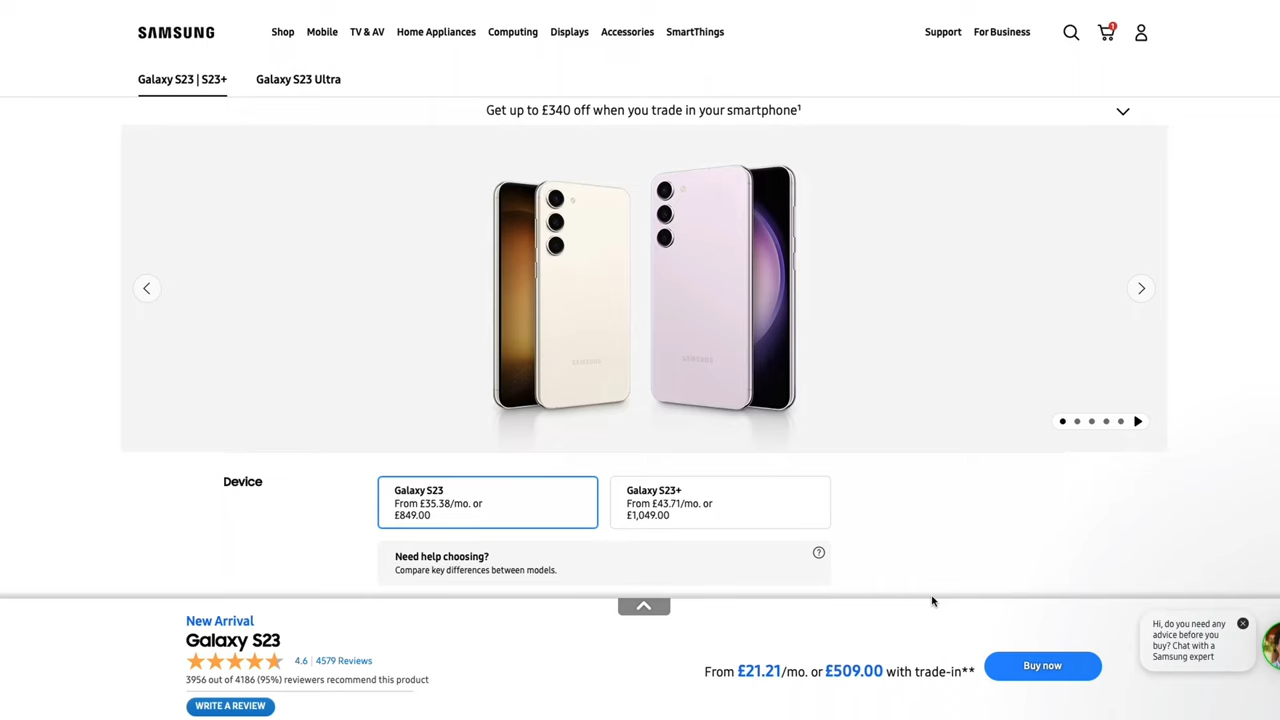 SAMSUNG
Shop Mobile TV & AV Home Appliances Computing Displays Accessories SmartThings
Support For Business
1
Galaxy S23 | S23+ Galaxy S23 Ultra
Get up to £340 off when you trade in your smartphone¹
SAMSUNG
SAMSUNG
Device
Galaxy S23
From £35.38/mo. or
£849.00
Galaxy S23+
From £43.71/mo. or
£1,049.00
Need help choosing?
Compare key differences between models.
?
New Arrival
Galaxy S23
4.6 | 4579 Reviews
3956 out of 4186 (95%) reviewers recommend this product
WRITE A REVIEW
From £21.21/mo. or £509.00 with trade-in**
Buy now
Hi, do you need any
advice before you
buy? Chat with a
Samsung expert